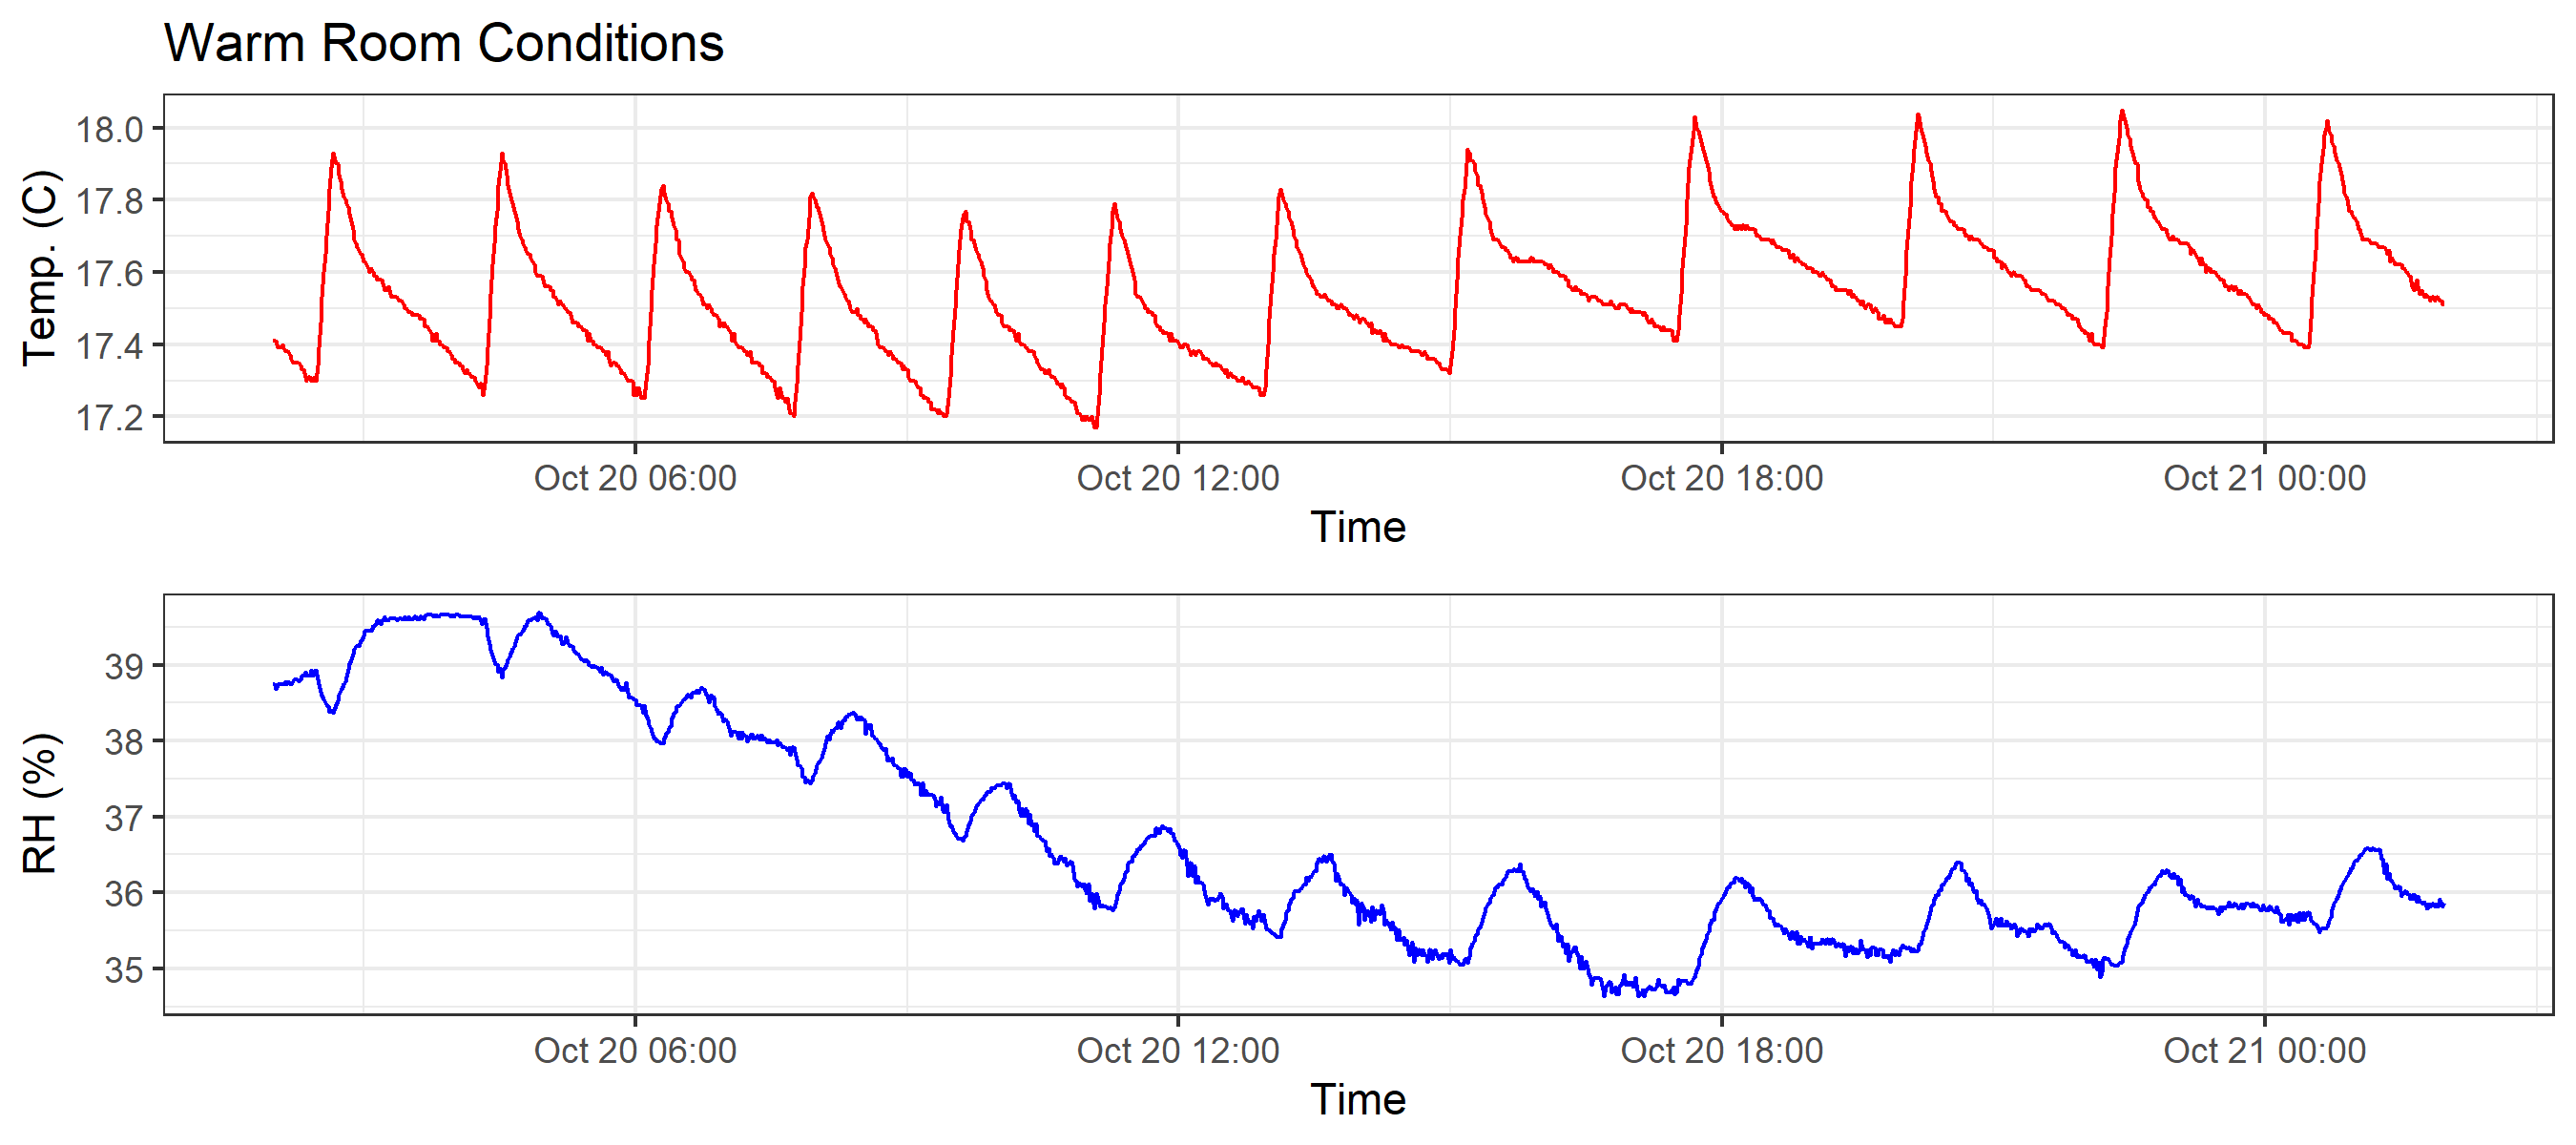 Warm Room Conditions
Temp. (C)
18.0
17.8
17.6
17.4
17.2
Oct 20 06:00 Oct 20 12:00 Oct 20 18:00 Oct 21 00:00
Time
RH (%)
39
38
37
36
35
Oct 20 06:00 Oct 20 12:00 Oct 20 18:00 Oct 21 00:00
Time